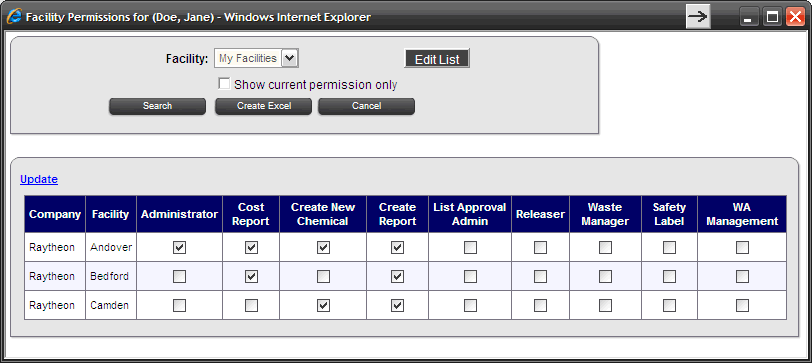 Facility Permissions for (Doe, Jane) - Windows Internet Explorer
Facility: My Facilities Edit List
Show current permission only
Search Create Excel Cancel
Update
Company Facility Administrator Cost Report Create New Chemical Create Report List Approval Admin Releaser Waste Manager Safety Label WA Management
Raytheon Andover
Raytheon Bedford
Raytheon Camden